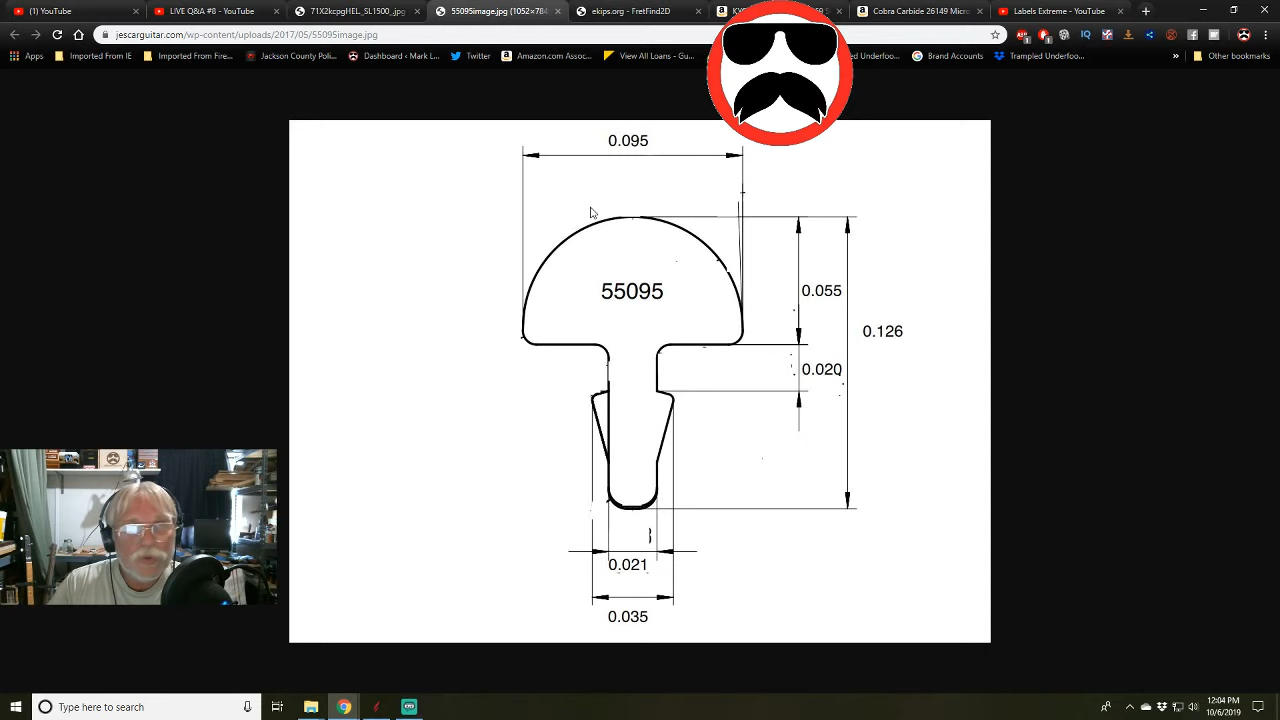 (1) YouTube
LIVE Q&A #8 - YouTube
71X2kcpgHEL_SL1500_.jpg
55095image.jpg (1052×784
ekips.org - FretFind2D
Cobra Carbide 26149 Micro
Labels Extreme - YouTube
jescarguitar.com/wp-content/uploads/2017/05/55095image.jpg
Apps
Imported From IE
Imported From Fire...
Jackson County Poli...
Dashboard ‹ Mark L...
Twitter
Amazon.com Asso...
View All Loans - Gu...
Brand Accounts
Trampled Underfoo...
Other bookmarks
0.095
55095
0.055
0.126
0.020
0.021
0.035
Type here to search
12:04 PM
10/6/2019